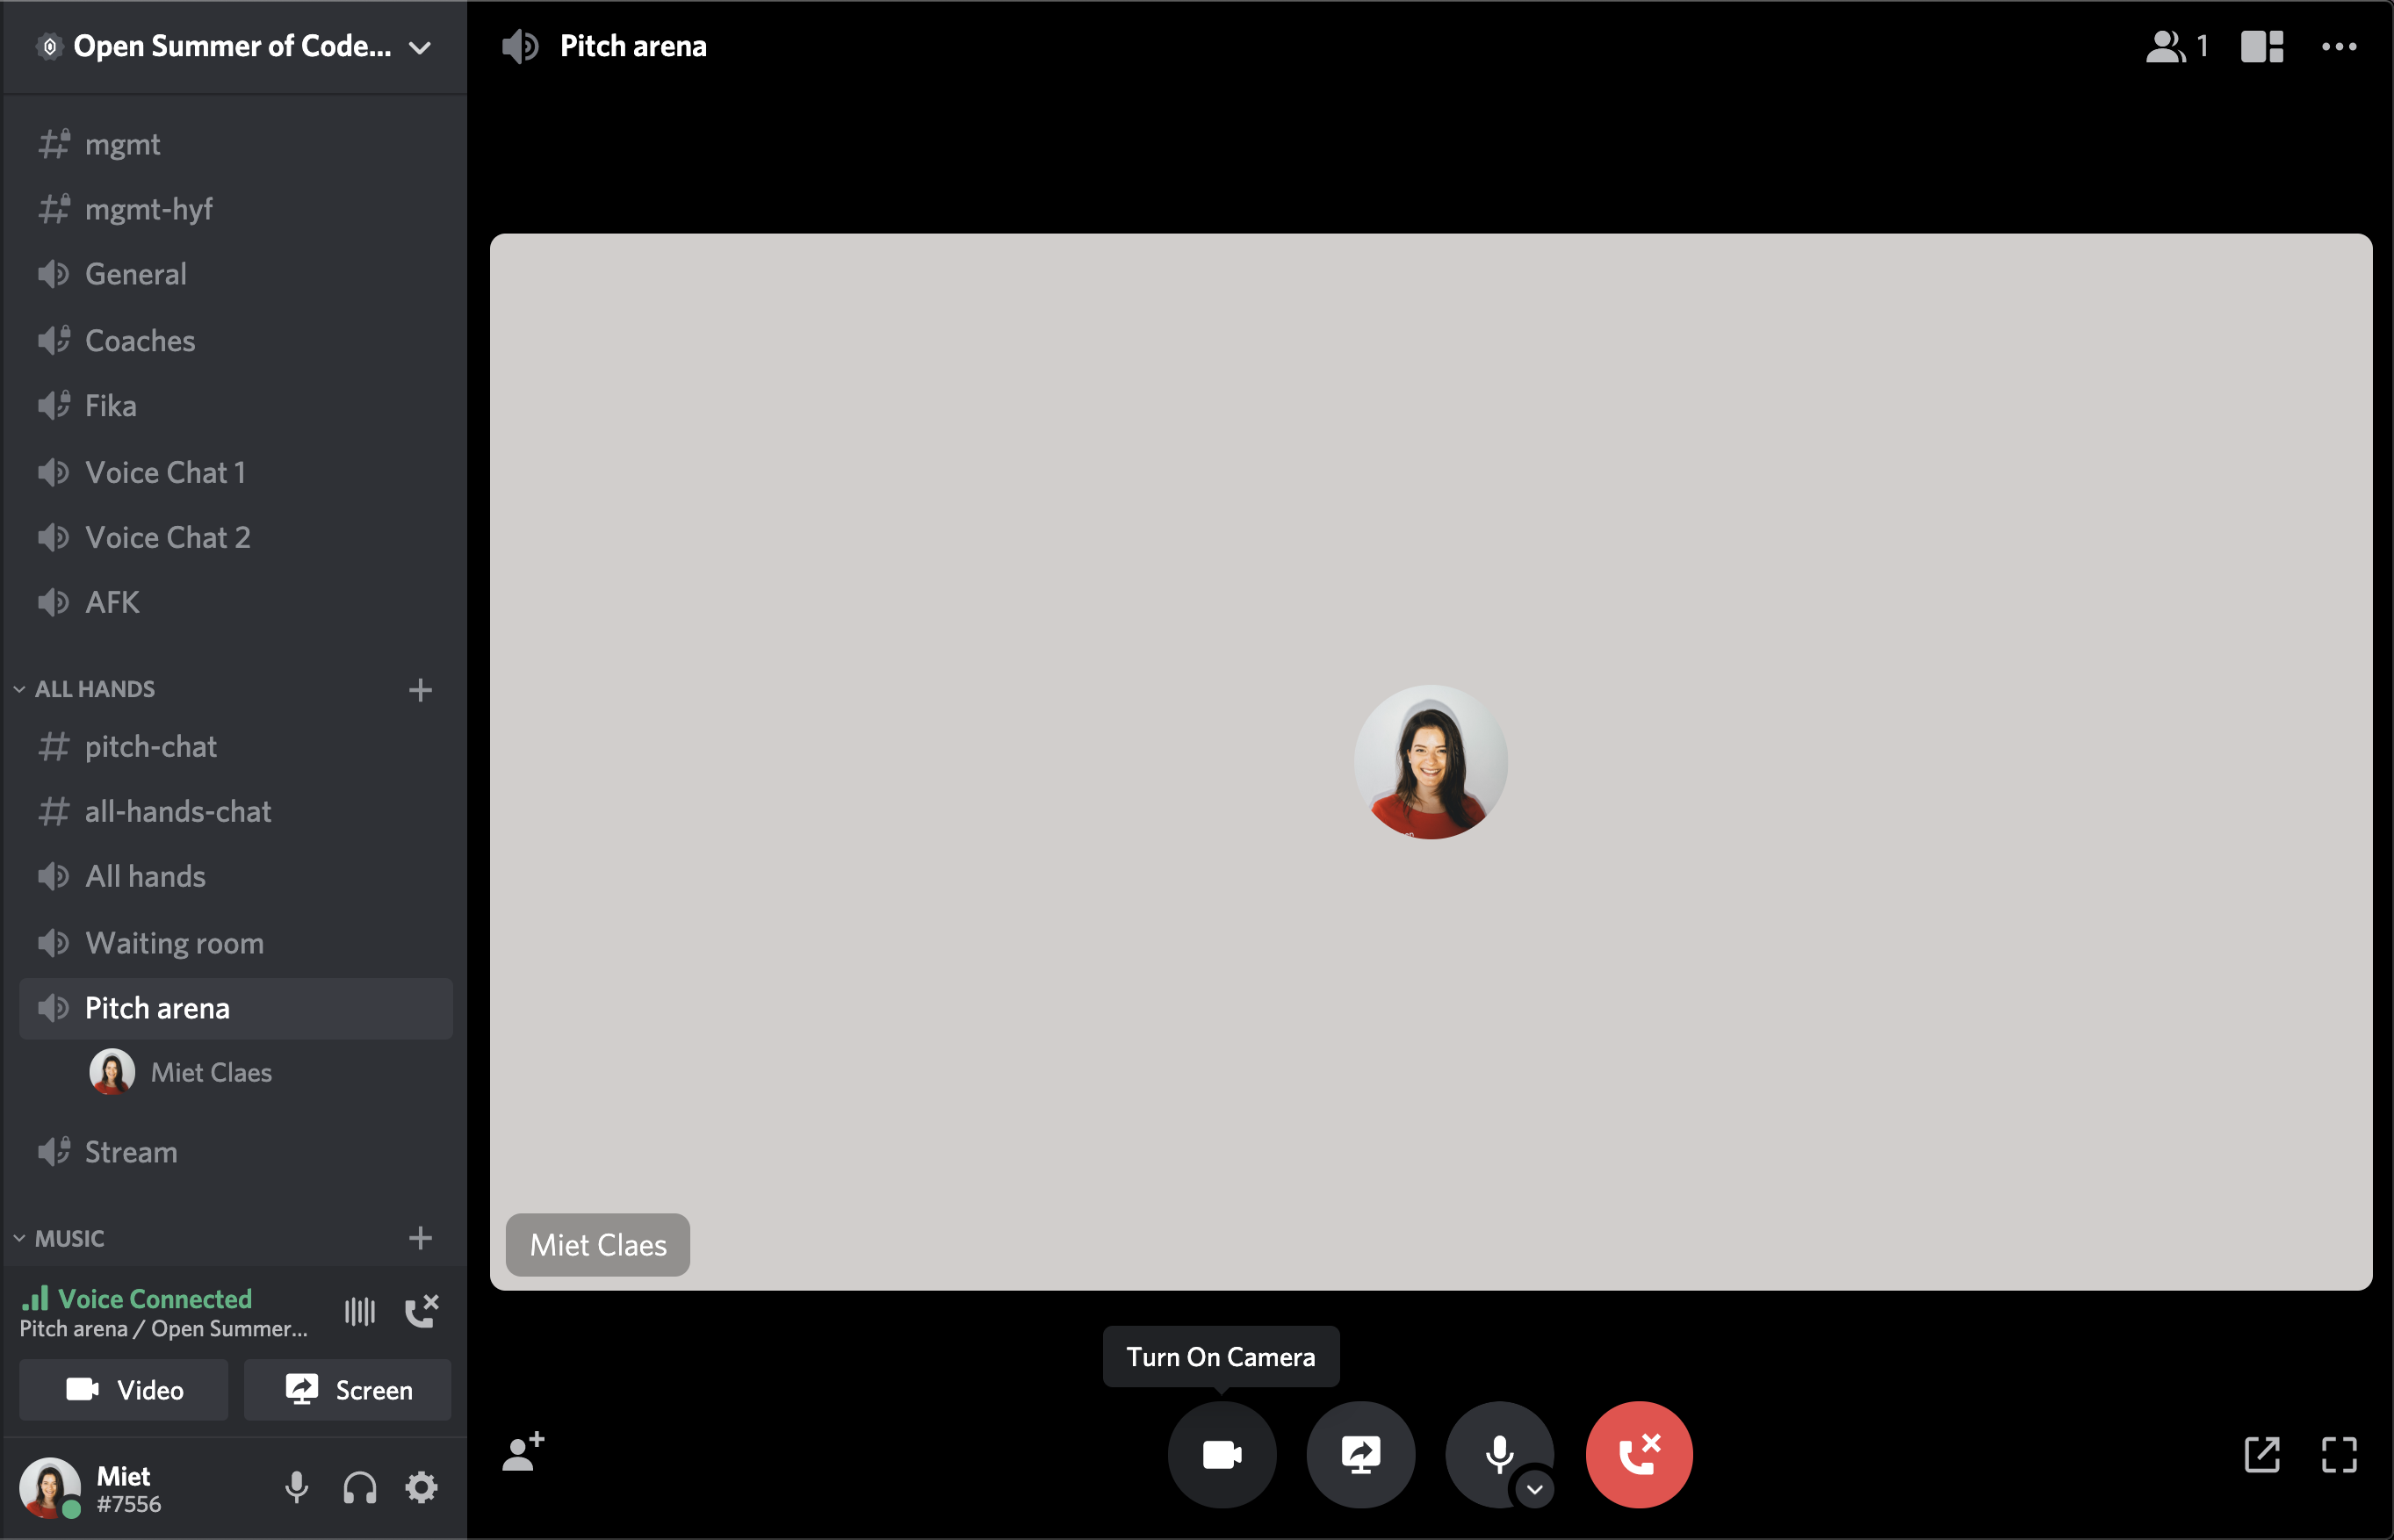 Open Summer of Code...
mgmt
mgmt-hyf
General
Coaches
Fika
Voice Chat 1
Voice Chat 2
AFK
ALL HANDS
pitch-chat
all-hands-chat
All hands
Waiting room
Pitch arena
Miet Claes
Stream
MUSIC
Voice Connected
Pitch arena / Open Summer...
Video
Screen
Miet
#7556
Pitch arena
1
Miet Claes
Turn On Camera